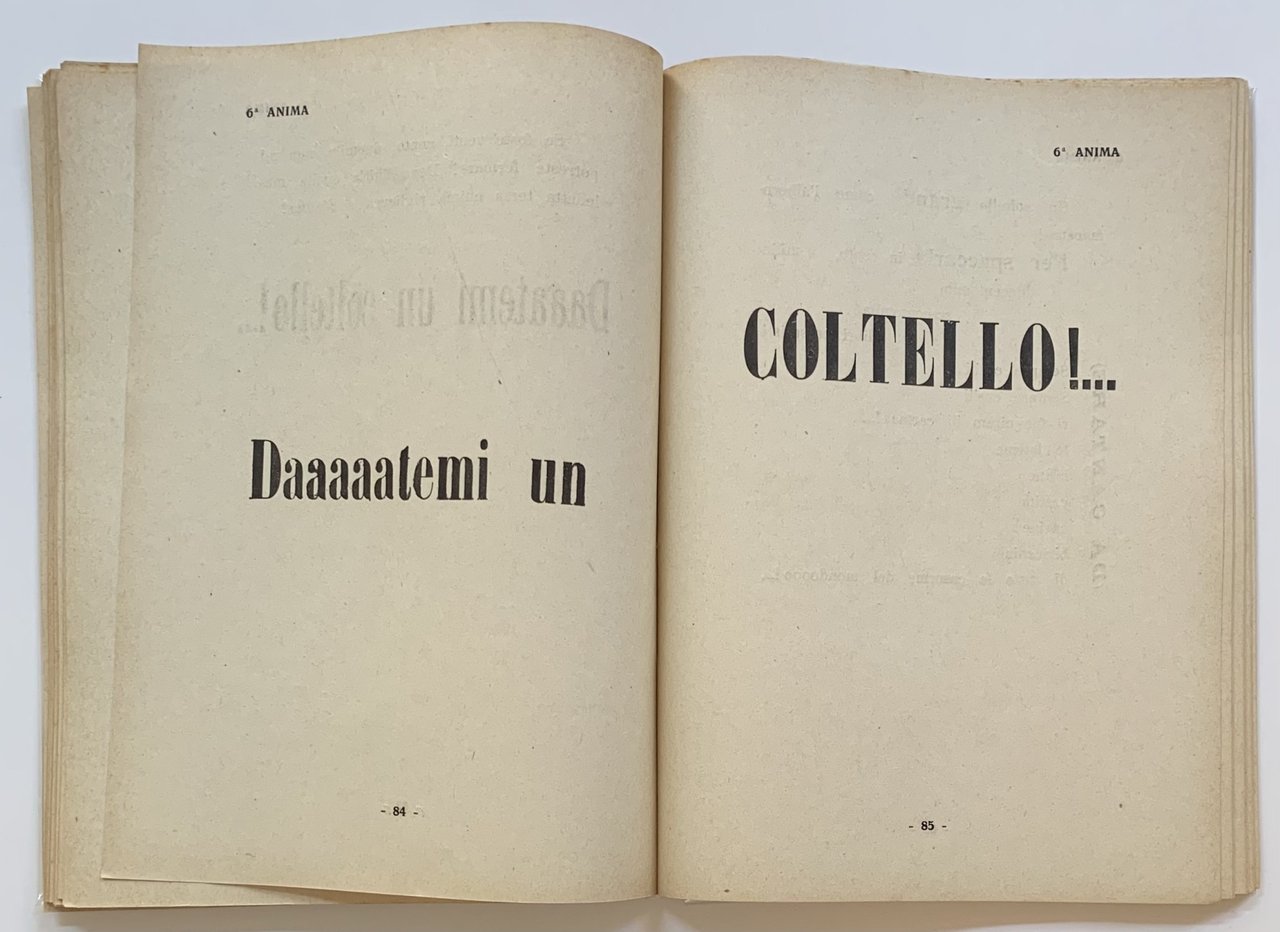 6ª ANIMA
Daaaaatemi un
- 84 -
6ª ANIMA
COLTELLO!...
- 85 -